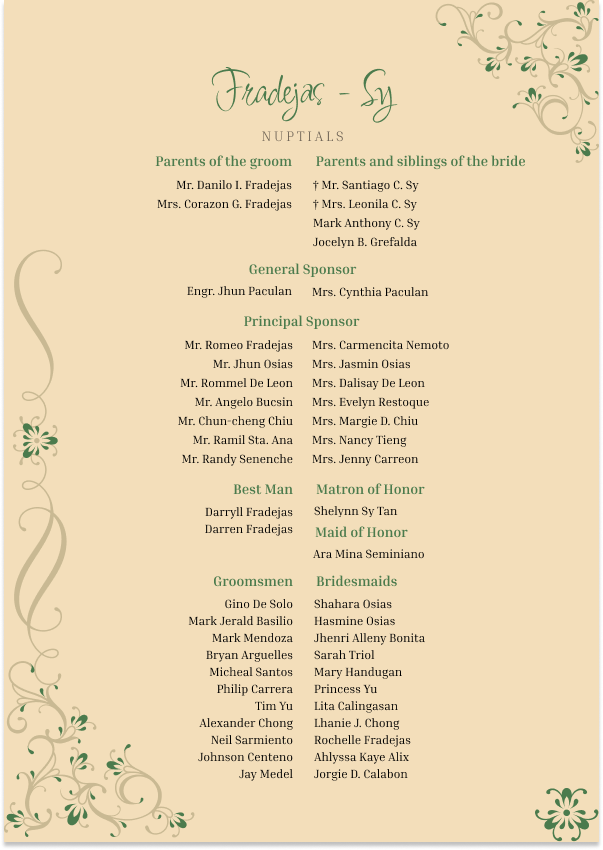 Fradejas - Sy
NUPTIALS
Parents of the groom Parents and siblings of the bride
Mr. Danilo I. Fradejas † Mr. Santiago C. Sy
Mrs. Corazon G. Fradejas † Mrs. Leonila C. Sy
Mark Anthony C. Sy
Jocelyn B. Grefalda
General Sponsor
Engr. Jhun Paculan Mrs. Cynthia Paculan
Principal Sponsor
Mr. Romeo Fradejas Mrs. Carmencita Nemoto
Mr. Jhun Osias Mrs. Jasmin Osias
Mr. Rommel De Leon Mrs. Dalisay De Leon
Mr. Angelo Bucsin Mrs. Evelyn Restoque
Mr. Chun-cheng Chiu Mrs. Margie D. Chiu
Mr. Ramil Sta. Ana Mrs. Nancy Tieng
Mr. Randy Senenche Mrs. Jenny Carreon
Best Man Matron of Honor
Darryll Fradejas Shelynn Sy Tan
Darren Fradejas Maid of Honor
Ara Mina Seminiano
Groomsmen Bridesmaids
Gino De Solo Shahara Osias
Mark Jerald Basilio Hasmine Osias
Mark Mendoza Jhenri Alleny Bonita
Bryan Arguelles Sarah Triol
Micheal Santos Mary Handugan
Philip Carrera Princess Yu
Tim Yu Lita Calingasan
Alexander Chong Lhanie J. Chong
Neil Sarmiento Rochelle Fradejas
Johnson Centeno Ahlyssa Kaye Alix
Jay Medel Jorgie D. Calabon